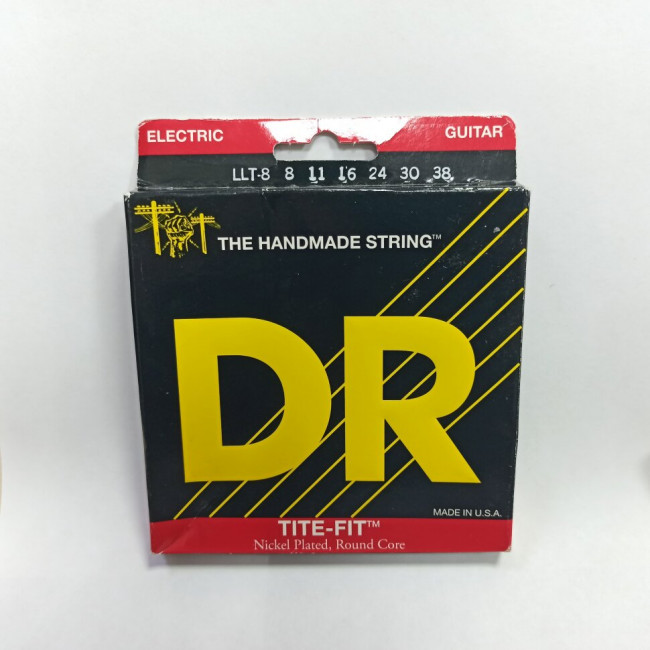 ELECTRIC GUITAR
LLT-8 8 11 16 24 30 38
THE HANDMADE STRING™
DR
MADE IN U.S.A.
TITE-FIT™
Nickel Plated, Round Core